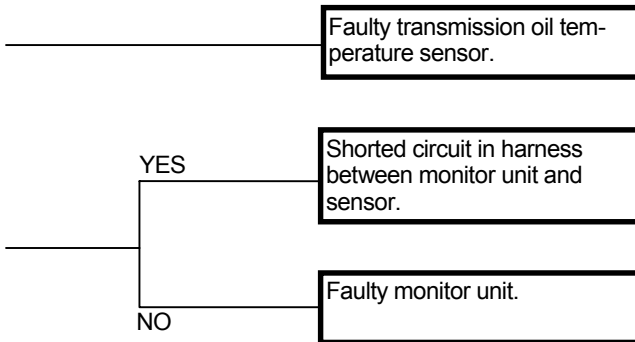 Faulty transmission oil tem-
perature sensor.
YES
Shorted circuit in harness
between monitor unit and
sensor.
Faulty monitor unit.
NO